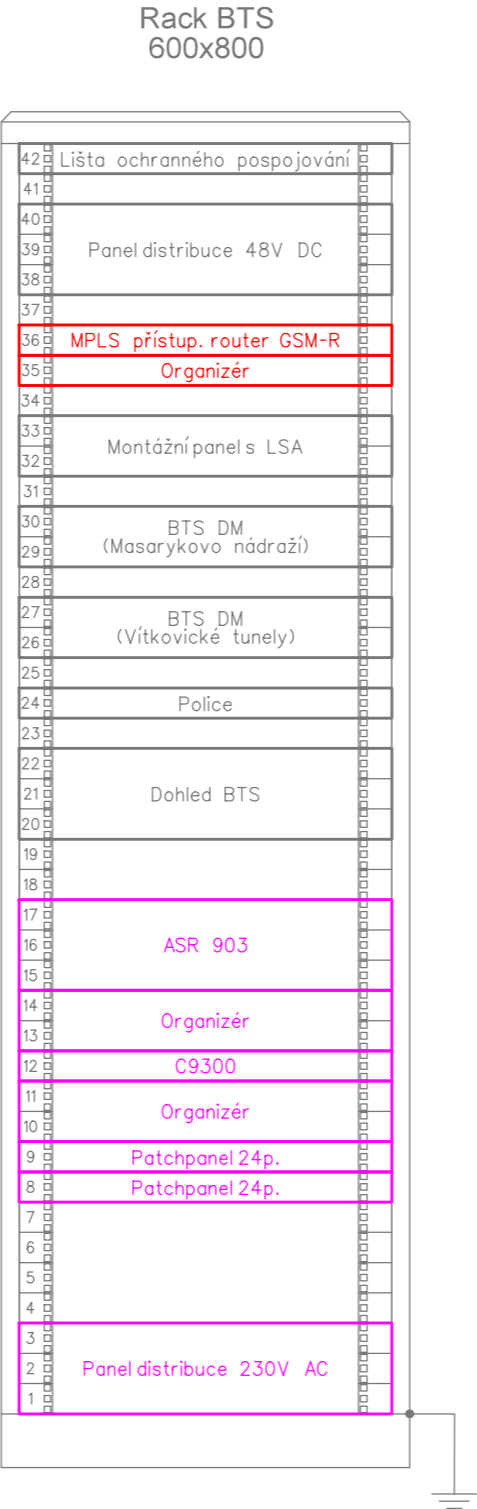 Rack BTS
600x800
42 Lišta ochranného pospojování
41
40
39 Panel distribuce 48V DC
38
37
36 MPLS přístup. router GSM-R
35 Organizér
34
33
Montážní panel s LSA
32
31
30 BTS DM
29 (Masarykovo nádraží)
28
27 BTS DM
26 (Vítkovické tunely)
25
24 Police
23
22
21 Dohled BTS
20
19
18
17
16 ASR 903
15
14
Organizér
13
12 C9300
11
Organizér
10
9 Patchpanel 24p.
8 Patchpanel 24p.
7
6
5
4
3
2 Panel distribuce 230V AC
1